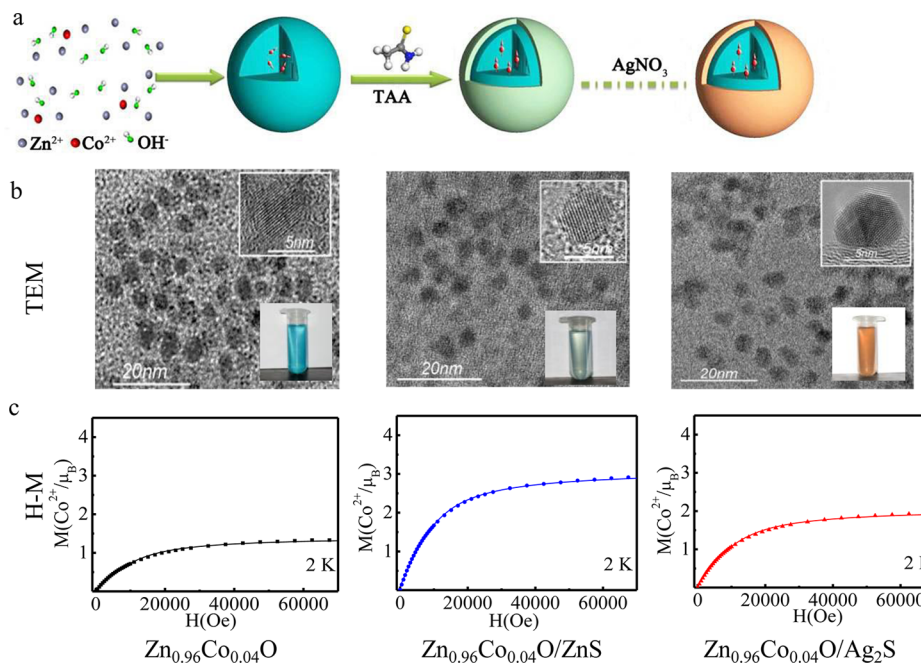 a
TAA
AgNO3
Zn2+ Co2+ OH-
b
TEM
5nm
20nm
5nm
20nm
5nm
20nm
c
H-M
M(Co2+/μB)
4
3
2
1
2 K
0 20000 40000 60000
H(Oe)
Zn0.96Co0.04O
M(Co2+/μB)
4
3
2
1
2 K
0 20000 40000 60000
H(Oe)
Zn0.96Co0.04O/ZnS
M(Co2+/μB)
4
3
2
1
0 20000 40000 60000
H(Oe)
Zn0.96Co0.04O/Ag2S